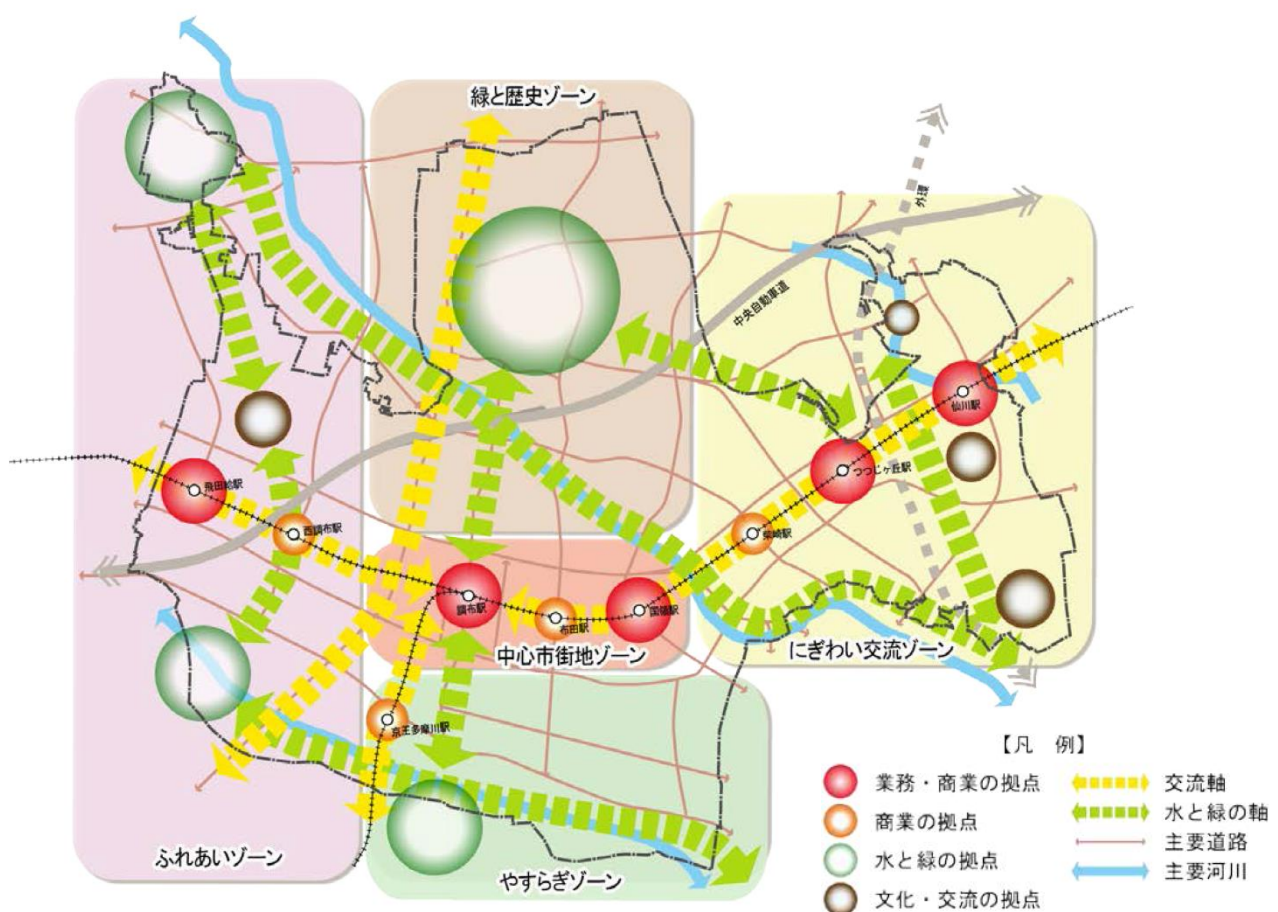 緑と歴史ゾーン
外環
中央自動車道
仙川駅
つつじヶ丘駅
飛田給駅
西調布駅
柴崎駅
調布駅
布田駅
国領駅
中心市街地ゾーン
にぎわい交流ゾーン
京王多摩川駅
ふれあいゾーン
やすらぎゾーン
【凡 例】
業務・商業の拠点
商業の拠点
水と緑の拠点
文化・交流の拠点
交流軸
水と緑の軸
主要道路
主要河川